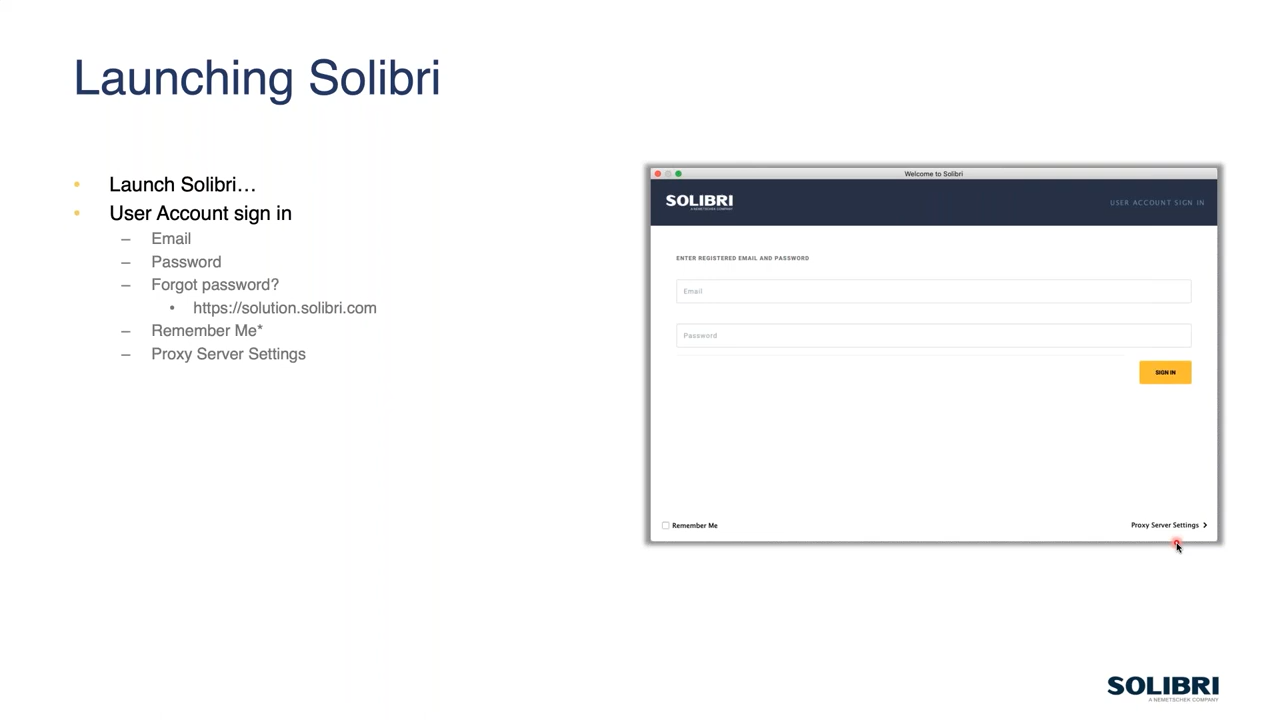 Launching Solibri
• Launch Solibri…
• User Account sign in
– Email
– Password
– Forgot password?
• https://solution.solibri.com
– Remember Me*
– Proxy Server Settings
Welcome to Solibri
SOLIBRI
A NEMETSCHEK COMPANY
USER ACCOUNT SIGN IN
ENTER REGISTERED EMAIL AND PASSWORD
Email
Password
SIGN IN
Remember Me
Proxy Server Settings
SOLIBRI
A NEMETSCHEK COMPANY